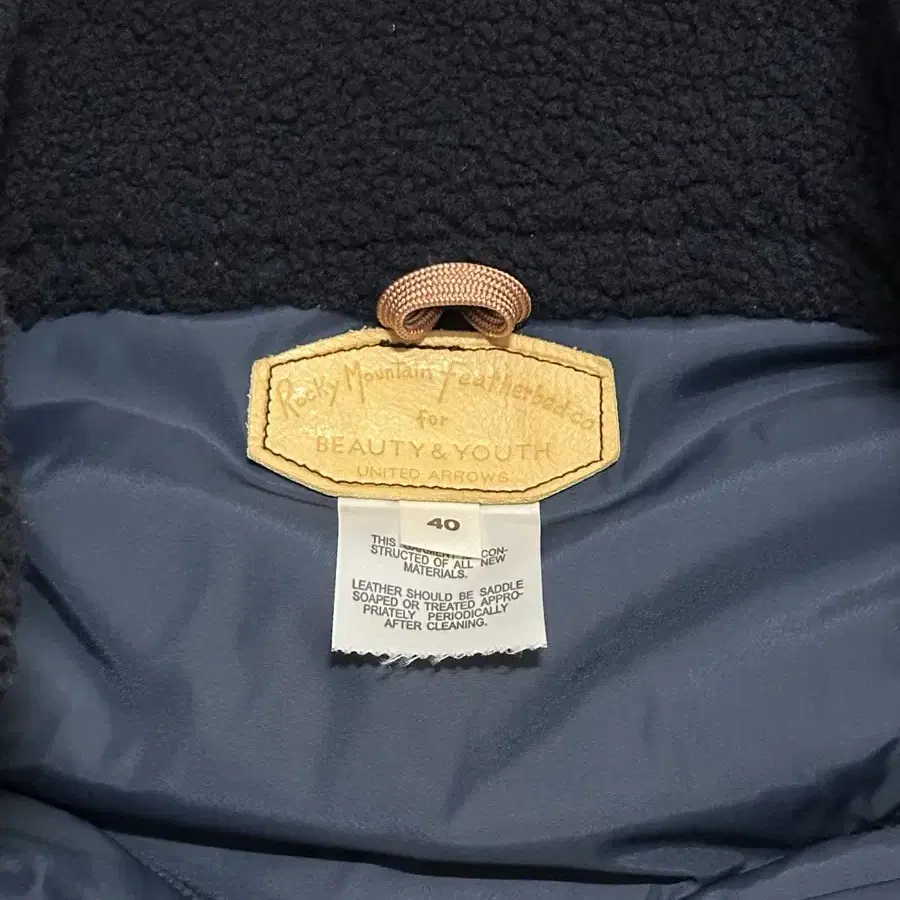 Rocky Mountain Featherbed.co
for
BEAUTY & YOUTH
UNITED ARROWS
40
THIS GARMENT IS CON-
STRUCTED OF ALL NEW
MATERIALS.
LEATHER SHOULD BE SADDLE
SOAPED OR TREATED APPRO-
PRIATELY PERIODICALLY
AFTER CLEANING.